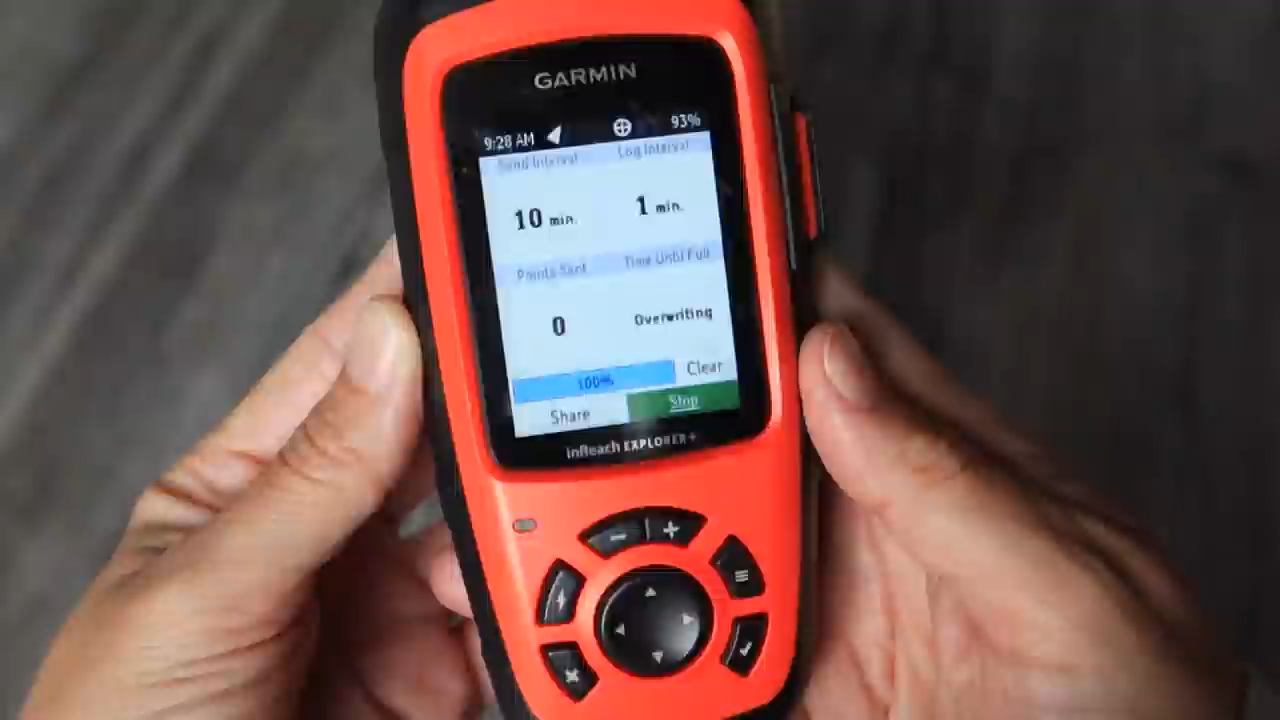 GARMIN
9:28 AM 93%
Send Interval Log Interval
10 min. 1 min.
Points Sent Time Until Full
0 Overwriting
100% Clear
Share Stop
inReach EXPLORER+